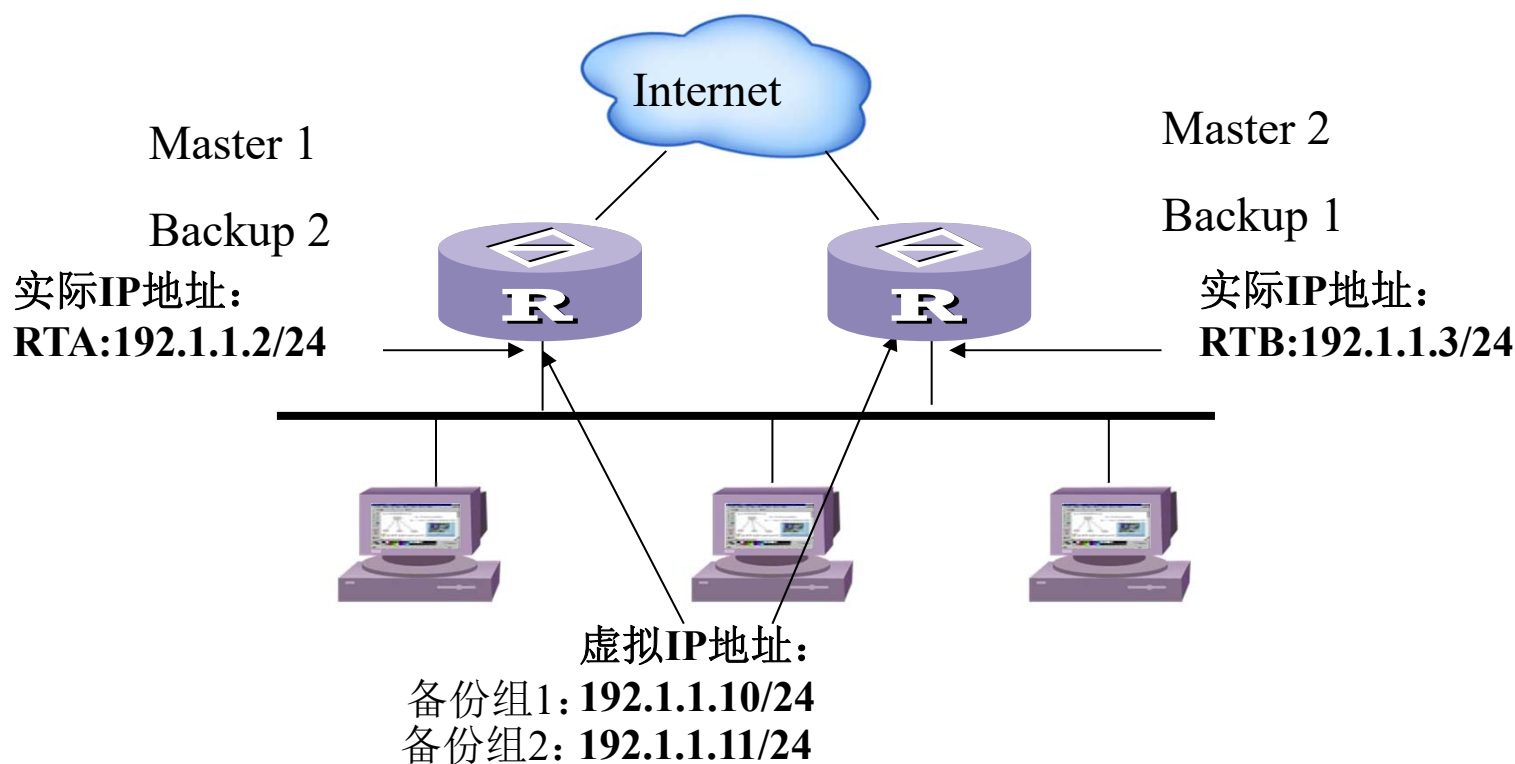 Internet
Master 1
Master 2
Backup 2
Backup 1
实际IP地址：
RTA:192.1.1.2/24
实际IP地址：
RTB:192.1.1.3/24
R
R
虚拟IP地址：
备份组1：192.1.1.10/24
备份组2：192.1.1.11/24